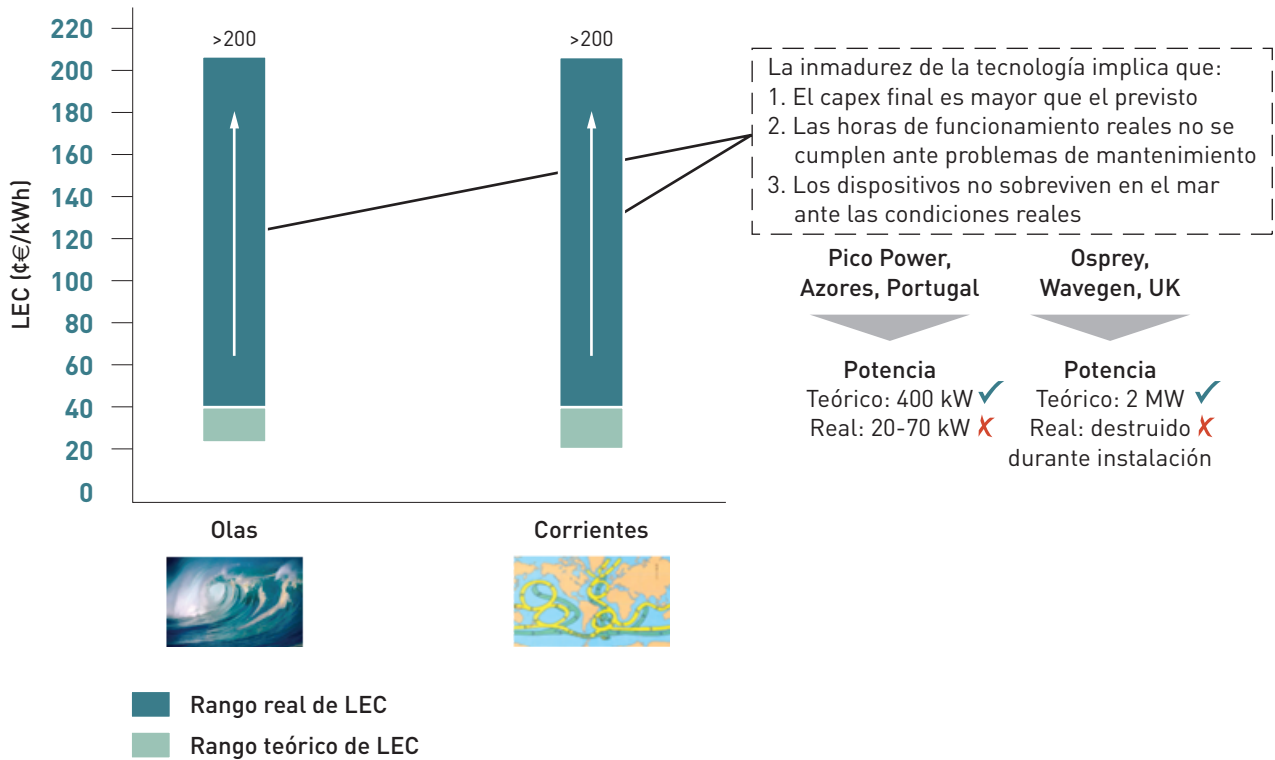 LEC (¢€/kWh)
220
200
180
160
140
120
100
80
60
40
20
0
>200
>200
Olas
Corrientes
La inmadurez de la tecnología implica que:
1. El capex final es mayor que el previsto
2. Las horas de funcionamiento reales no se
cumplen ante problemas de mantenimiento
3. Los dispositivos no sobreviven en el mar
ante las condiciones reales
Pico Power,
Azores, Portugal
Potencia
Teórico: 400 kW ✓
Real: 20-70 kW ✗
Osprey,
Wavegen, UK
Potencia
Teórico: 2 MW ✓
Real: destruido ✗
durante instalación
Rango real de LEC
Rango teórico de LEC